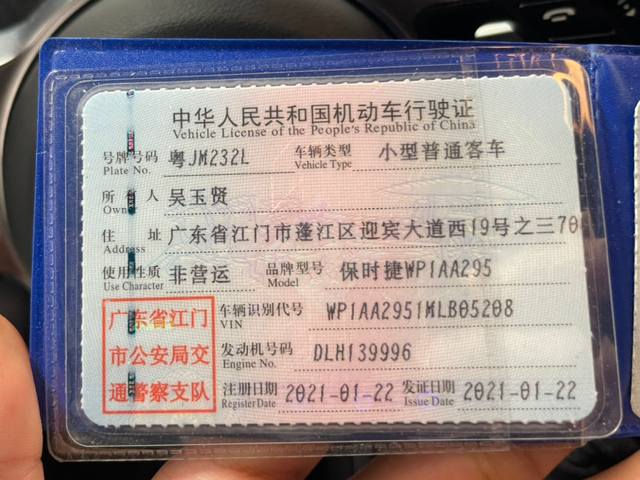 中华人民共和国机动车行驶证
Vehicle License of the People's Republic of China
号牌号码 粤JM232L 车辆类型 小型普通客车
Plate No. Vehicle Type
所有人 吴玉贤
Owner
住址 广东省江门市蓬江区迎宾大道西19号之三70
Address
使用性质 非营运 品牌型号 保时捷WP1AA295
Use Character Model
广东省江门 车辆识别代号 WP1AA2951MLB05208
VIN
市公安局交 发动机号码 DLH139996
Engine No.
通警察支队 注册日期 2021-01-22 发证日期 2021-01-22
Register Date Issue Date